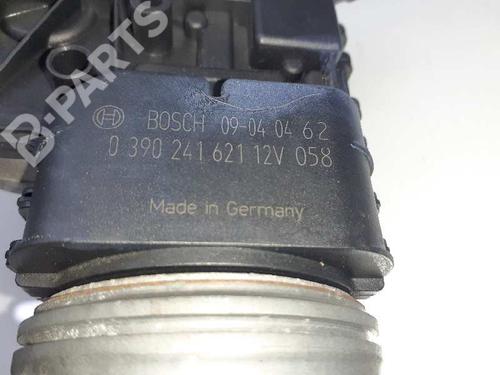 B-PARTS
BOSCH 09-04 04 62
0 390 241 621 12V 058
Made in Germany